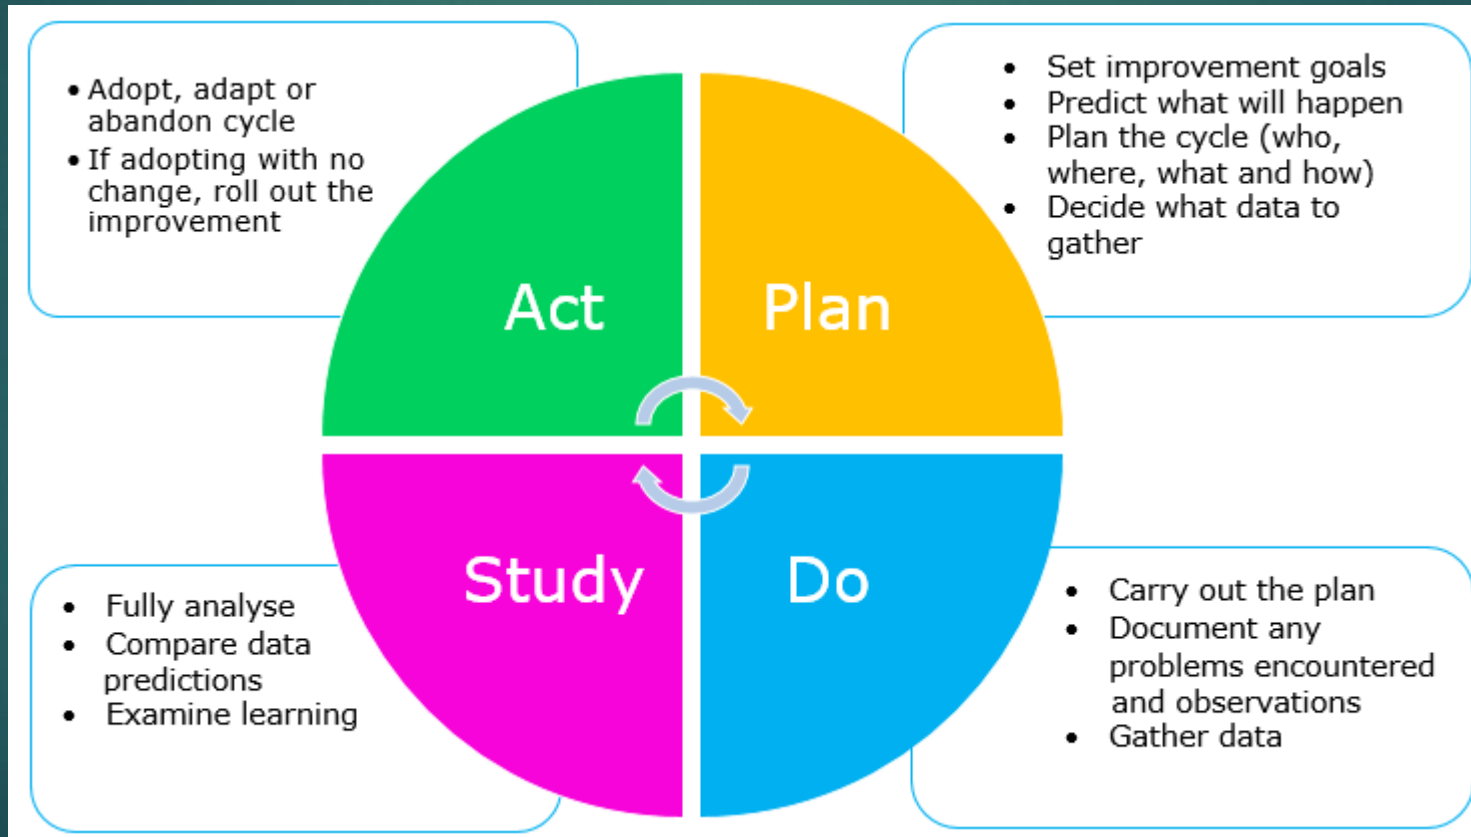 • Adopt, adapt or
abandon cycle
• If adopting with no
change, roll out the
improvement
• Set improvement goals
• Predict what will happen
• Plan the cycle (who,
where, what and how)
• Decide what data to
gather
Act
Plan
Study
Do
• Fully analyse
• Compare data
predictions
• Examine learning
• Carry out the plan
• Document any
problems encountered
and observations
• Gather data